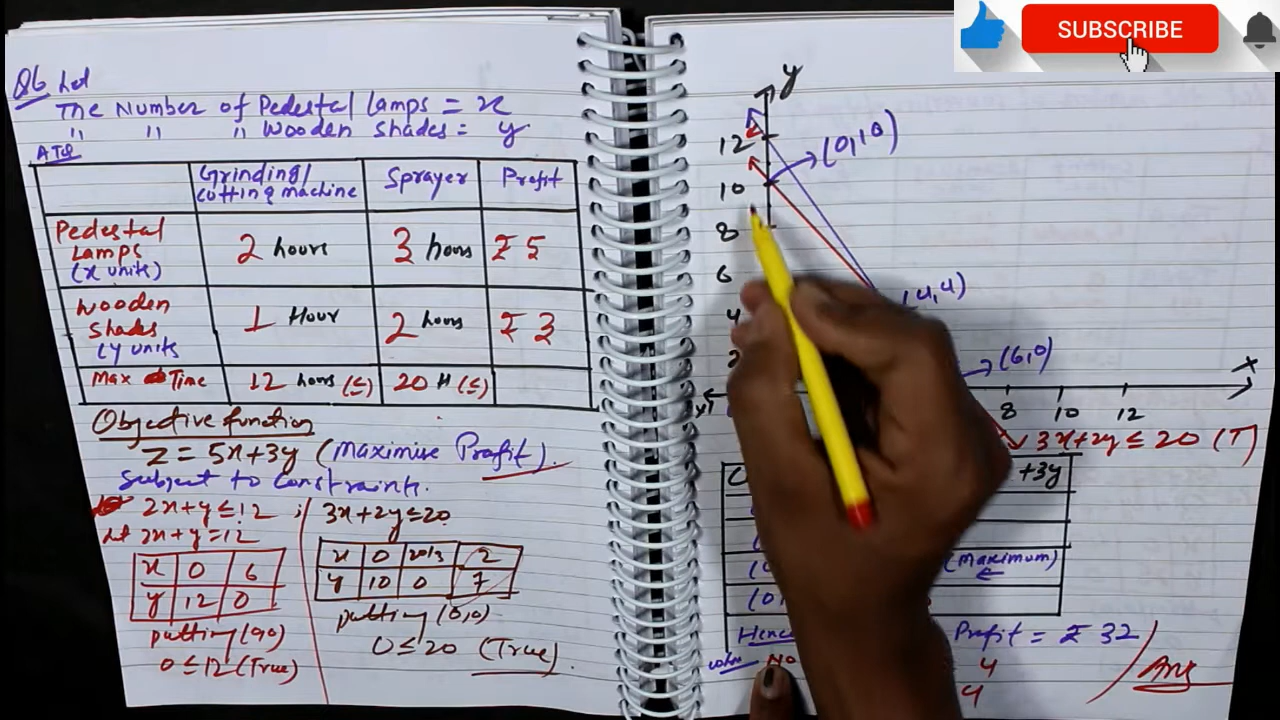 SUBSCRIBE
Q6 Let
The Number of Pedestal Lamps = x
" " " Wooden Shades = y
ATQ
Grinding/cutting machine Sprayer Profit
Pedestal Lamps (x units) 2 hours 3 hours ₹ 5
Wooden Shades (y units 1 Hour 2 hours ₹ 3
Max Time 12 hours (≤) 20 H (≤)
Objective function
Z = 5x+3y (Maximise Profit).
Subject to Constraints.
2x+y≤12 ; 3x+2y≤20
Let 2x+y=12
x 0 6
y 12 0
putting (0,0)
0≤12 (True)
x 0 20/3 2
y 10 0 7
putting (0,0)
0≤20 (True).
y
12
(0,10)
10
8
6
(4,4)
4
2
(6,0)
x
8 10 12
3x+2y≤20 (T)
+3y
(Maximum)
(0,
Hence Profit = ₹ 32
when No 4
4
Ans